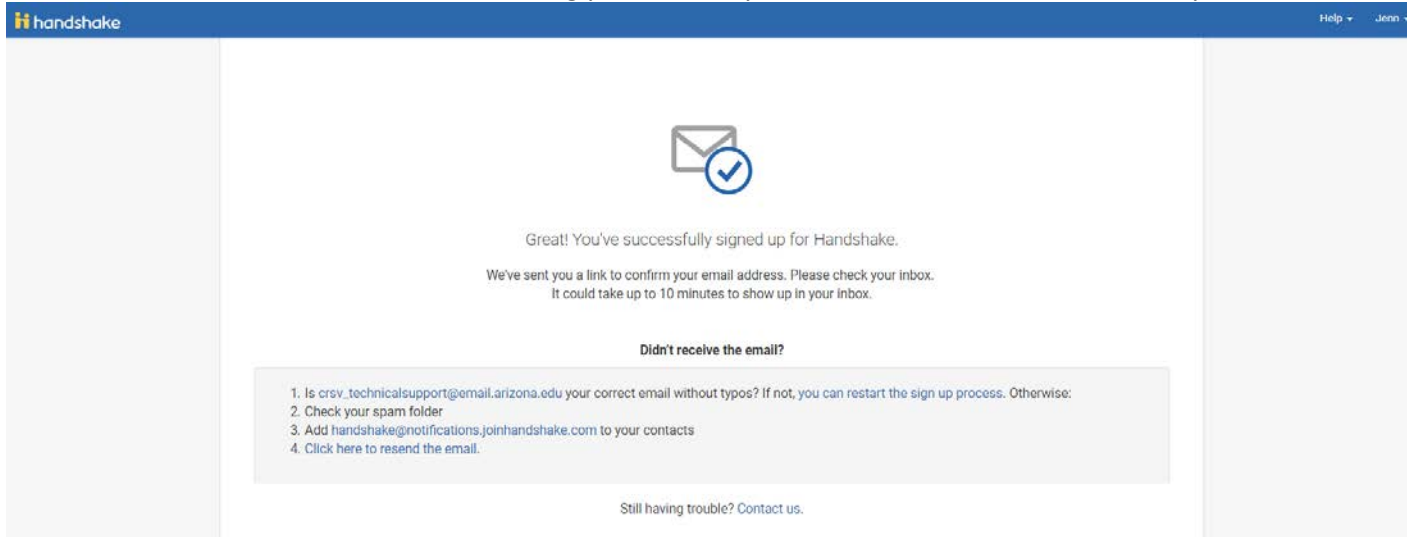 handshake
Help
Jenn
Great! You've successfully signed up for Handshake.
We've sent you a link to confirm your email address. Please check your inbox.
It could take up to 10 minutes to show up in your inbox.
Didn't receive the email?
1. Is crsv_technicalsupport@email.arizona.edu your correct email without typos? If not, you can restart the sign up process. Otherwise:
2. Check your spam folder
3. Add handshake@notifications.joinhandshake.com to your contacts
4. Click here to resend the email.
Still having trouble? Contact us.